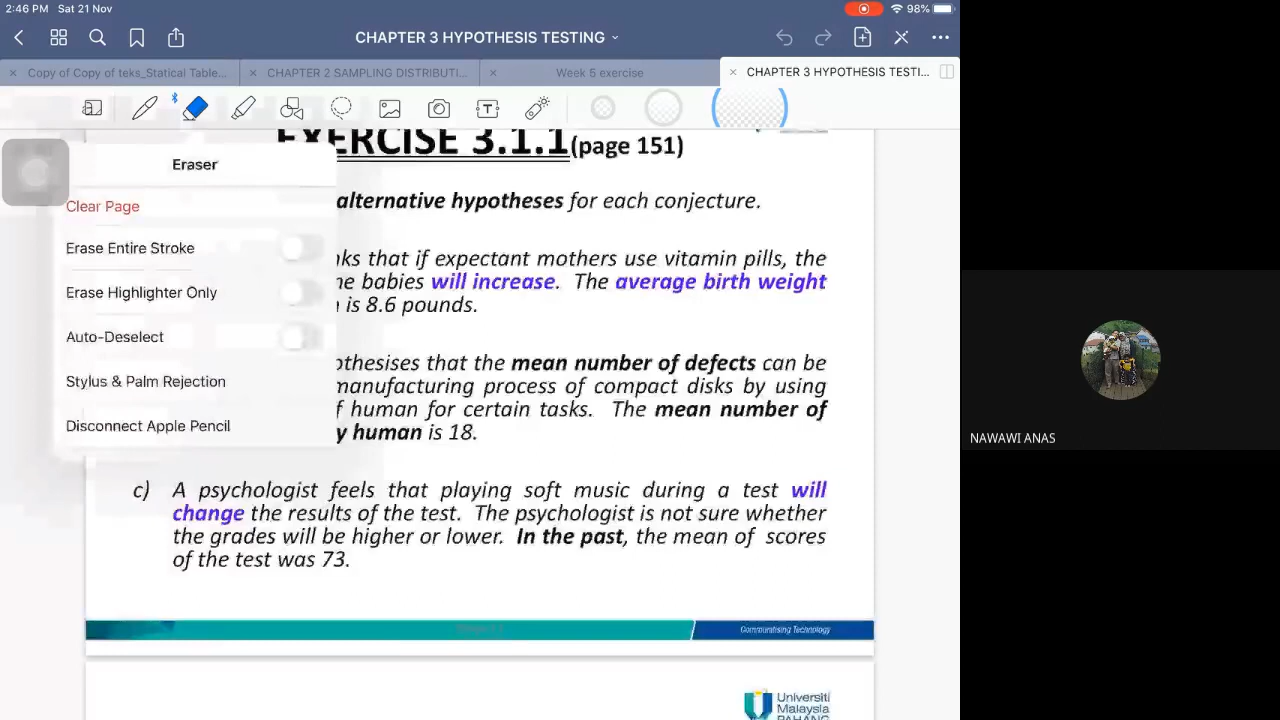 2:46 PM Sat 21 Nov
98%
CHAPTER 3 HYPOTHESIS TESTING
Copy of Copy of teks_Statical Table...
CHAPTER 2 SAMPLING DISTRIBUTI...
Week 5 exercise
CHAPTER 3 HYPOTHESIS TESTI...
EXERCISE 3.1.1(page 151)
Eraser
Clear Page
Erase Entire Stroke
Erase Highlighter Only
Auto-Deselect
Stylus & Palm Rejection
Disconnect Apple Pencil
alternative hypotheses for each conjecture.
nks that if expectant mothers use vitamin pills, the
ne babies will increase. The average birth weight
is 8.6 pounds.
othesises that the mean number of defects can be
manufacturing process of compact disks by using
f human for certain tasks. The mean number of
y human is 18.
c) A psychologist feels that playing soft music during a test will
change the results of the test. The psychologist is not sure whether
the grades will be higher or lower. In the past, the mean of scores
of the test was 73.
Communitising Technology
Universiti
Malaysia
PAHANG
NAWAWI ANAS